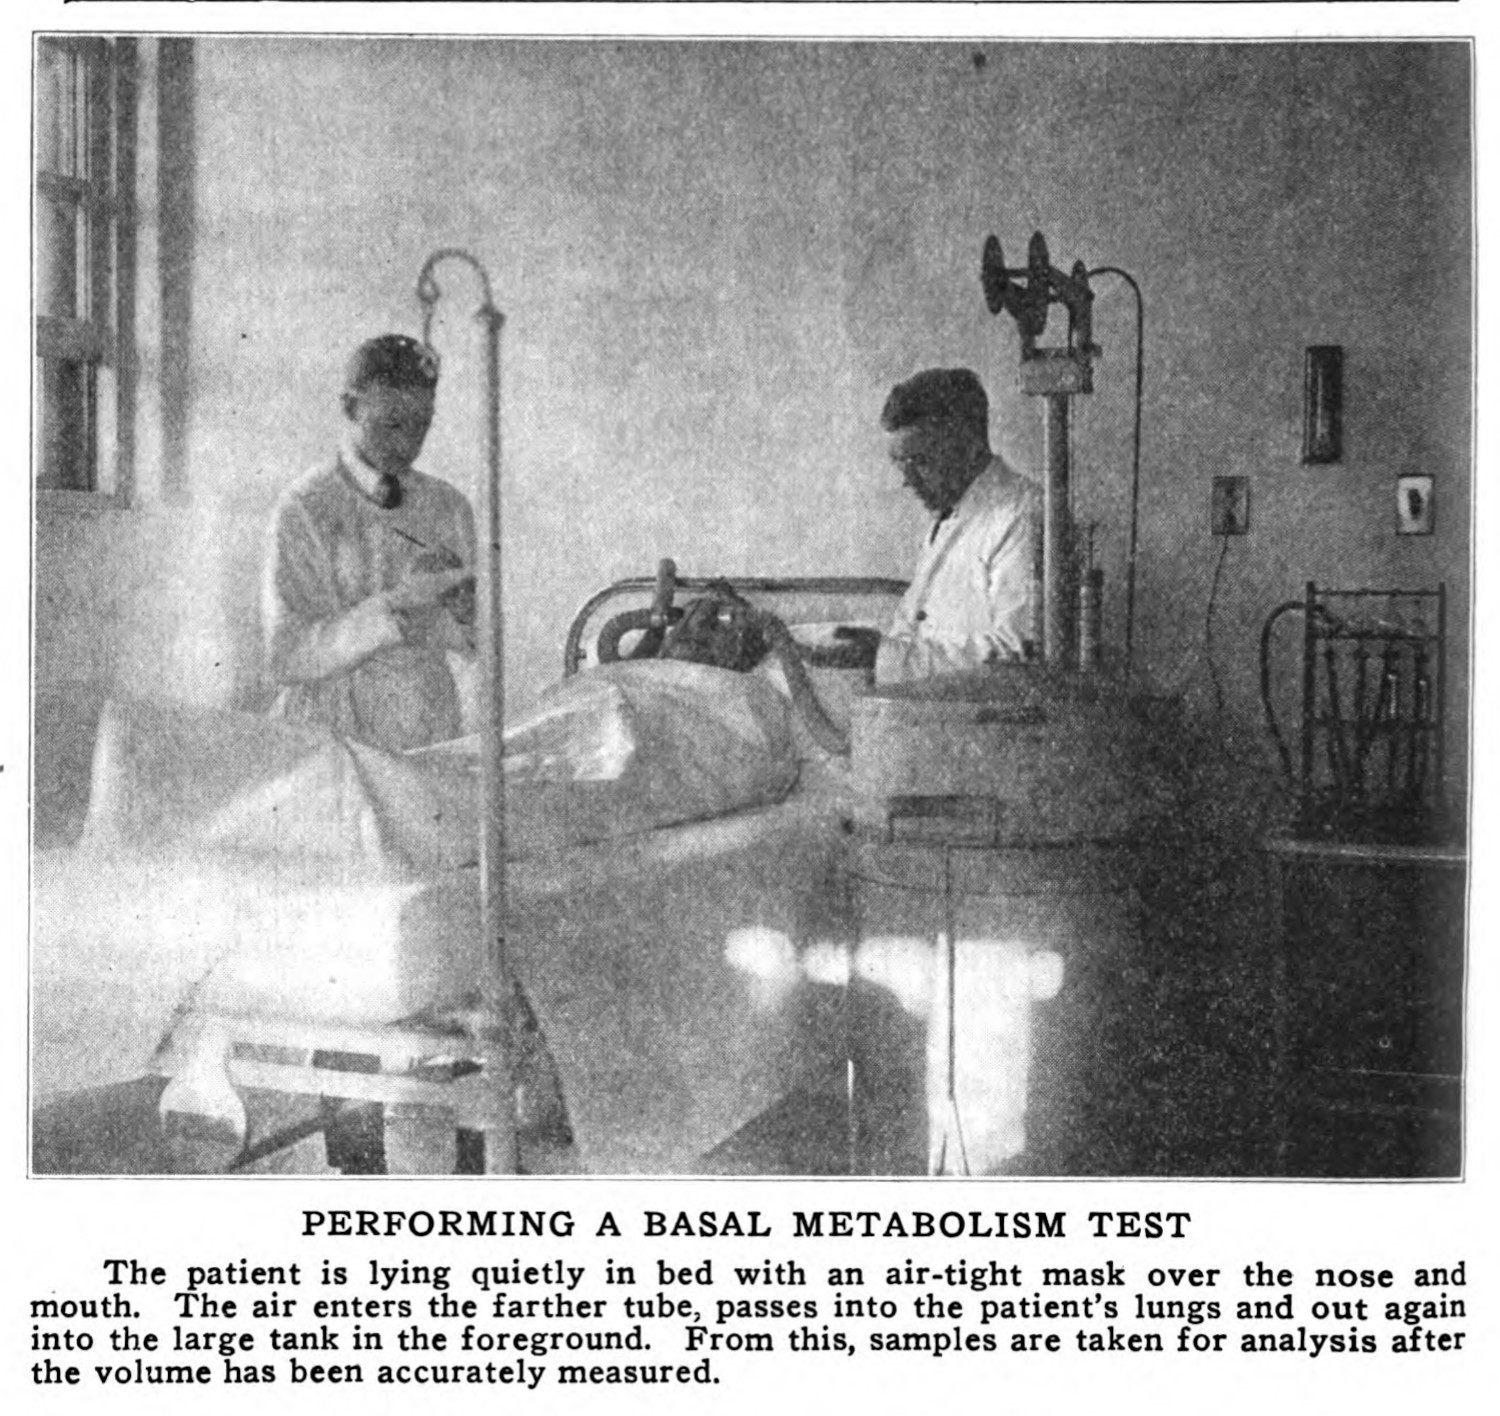 PERFORMING A BASAL METABOLISM TEST
The patient is lying quietly in bed with an air-tight mask over the nose and
mouth. The air enters the farther tube, passes into the patient's lungs and out again
into the large tank in the foreground. From this, samples are taken for analysis after
the volume has been accurately measured.